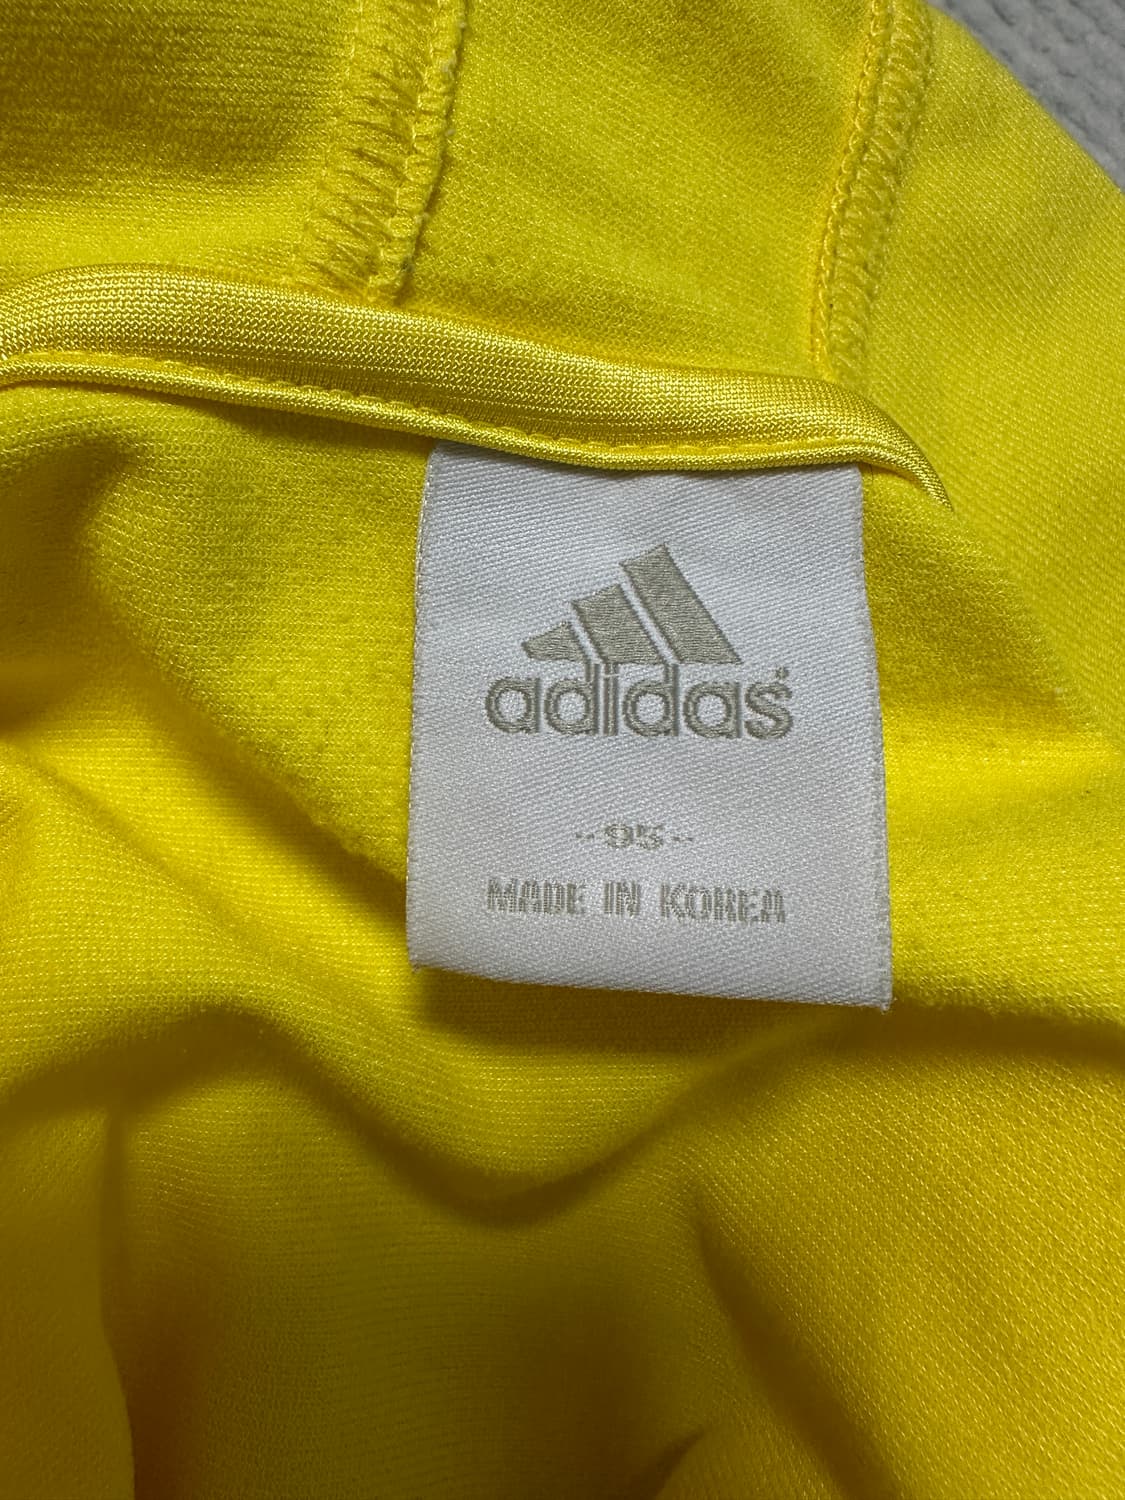 adidas®
-- 95 --
MADE IN KOREA